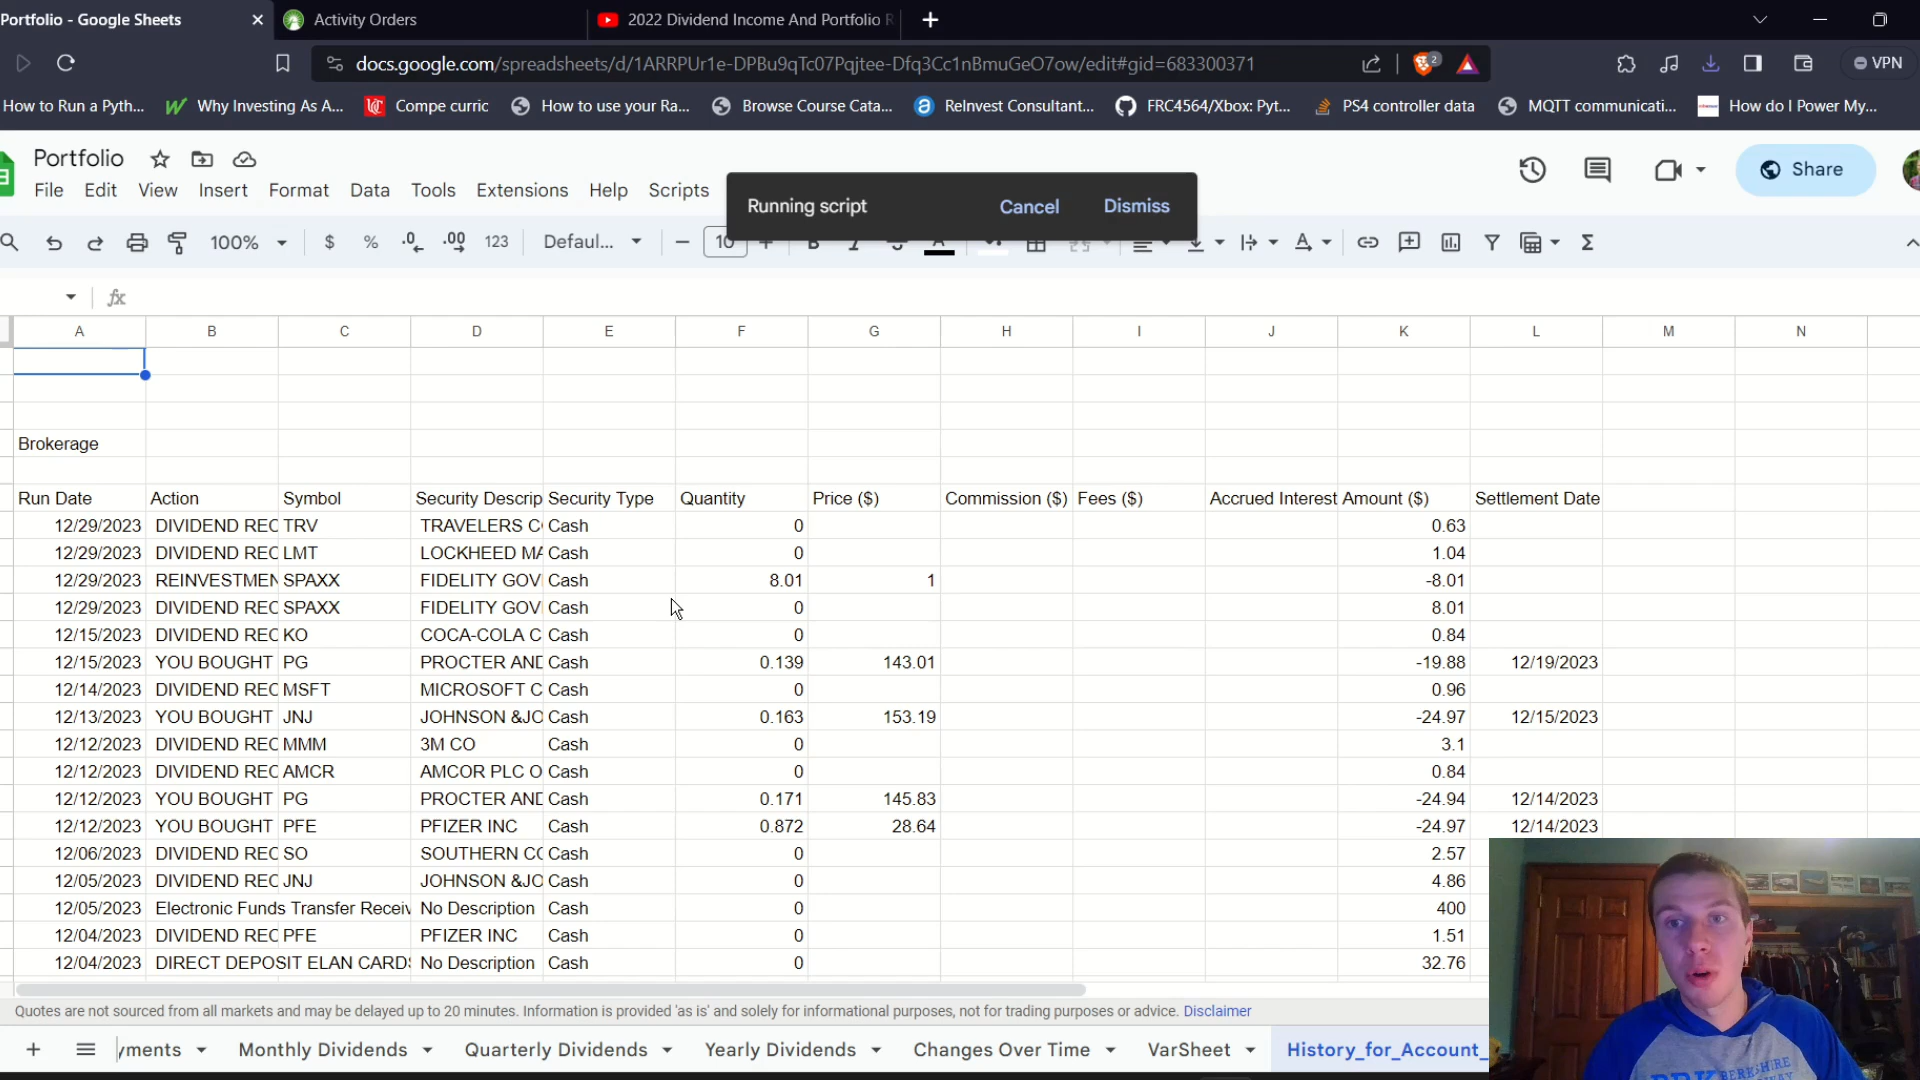 Portfolio - Google Sheets
Activity Orders
2022 Dividend Income And Portfolio R
docs.google.com/spreadsheets/d/1ARRPUr1e-DPBu9qTc07Pqjtee-Dfq3Cc1nBmuGeO7ow/edit#gid=683300371
2
VPN
How to Run a Pyth...
Why Investing As A...
Compe curric
How to use your Ra...
Browse Course Cata...
ReInvest Consultant...
FRC4564/Xbox: Pyt...
PS4 controller data
MQTT communicati...
How do I Power My...
Portfolio
Share
File Edit View Insert Format Data Tools Extensions Help Scripts
Running script Cancel Dismiss
100% $ % .0 .00 123 Defaul... 10
fx
A B C D E F G H I J K L M N
Brokerage
Run Date Action Symbol Security Descrip Security Type Quantity Price ($) Commission ($) Fees ($) Accrued Interest Amount ($) Settlement Date
12/29/2023 DIVIDEND REC TRV TRAVELERS CO Cash 0 0.63
12/29/2023 DIVIDEND REC LMT LOCKHEED MA Cash 0 1.04
12/29/2023 REINVESTMEN SPAXX FIDELITY GOV Cash 8.01 1 -8.01
12/29/2023 DIVIDEND REC SPAXX FIDELITY GOV Cash 0 8.01
12/15/2023 DIVIDEND REC KO COCA-COLA C Cash 0 0.84
12/15/2023 YOU BOUGHT PG PROCTER AND Cash 0.139 143.01 -19.88 12/19/2023
12/14/2023 DIVIDEND REC MSFT MICROSOFT C Cash 0 0.96
12/13/2023 YOU BOUGHT JNJ JOHNSON &JO Cash 0.163 153.19 -24.97 12/15/2023
12/12/2023 DIVIDEND REC MMM 3M CO Cash 0 3.1
12/12/2023 DIVIDEND REC AMCR AMCOR PLC O Cash 0 0.84
12/12/2023 YOU BOUGHT PG PROCTER AND Cash 0.171 145.83 -24.94 12/14/2023
12/12/2023 YOU BOUGHT PFE PFIZER INC Cash 0.872 28.64 -24.97 12/14/2023
12/06/2023 DIVIDEND REC SO SOUTHERN CO Cash 0 2.57
12/05/2023 DIVIDEND REC JNJ JOHNSON &JO Cash 0 4.86
12/05/2023 Electronic Funds Transfer Receiv No Description Cash 0 400
12/04/2023 DIVIDEND REC PFE PFIZER INC Cash 0 1.51
12/04/2023 DIRECT DEPOSIT ELAN CARDS No Description Cash 0 32.76
Quotes are not sourced from all markets and may be delayed up to 20 minutes. Information is provided 'as is' and solely for informational purposes, not for trading purposes or advice. Disclaimer
yments Monthly Dividends Quarterly Dividends Yearly Dividends Changes Over Time VarSheet History_for_Account_
BERKSHIRE